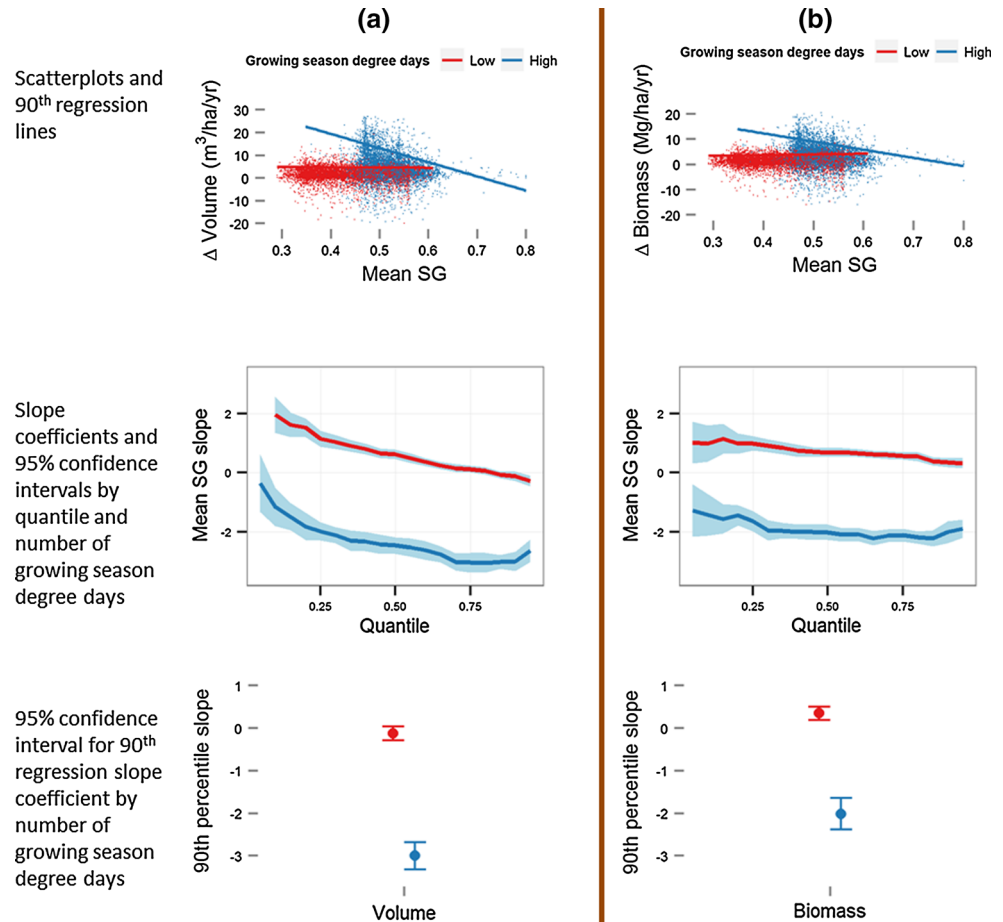 (a)
(b)
Scatterplots and
90th regression
lines
Growing season degree days Low High
Δ Volume (m³/ha/yr)
30
20
10
0
-10
-20
0.3 0.4 0.5 0.6 0.7 0.8
Mean SG
Growing season degree days Low High
Δ Biomass (Mg/ha/yr)
20
10
0
-10
-20
0.3 0.4 0.5 0.6 0.7 0.8
Mean SG
Slope
coefficients and
95% confidence
intervals by
quantile and
number of
growing season
degree days
Mean SG slope
2
0
-2
0.25 0.50 0.75
Quantile
Mean SG slope
2
0
-2
0.25 0.50 0.75
Quantile
95% confidence
interval for 90th
regression slope
coefficient by
number of
growing season
degree days
90th percentile slope
1
0
-1
-2
-3
Volume
90th percentile slope
1
0
-1
-2
-3
Biomass